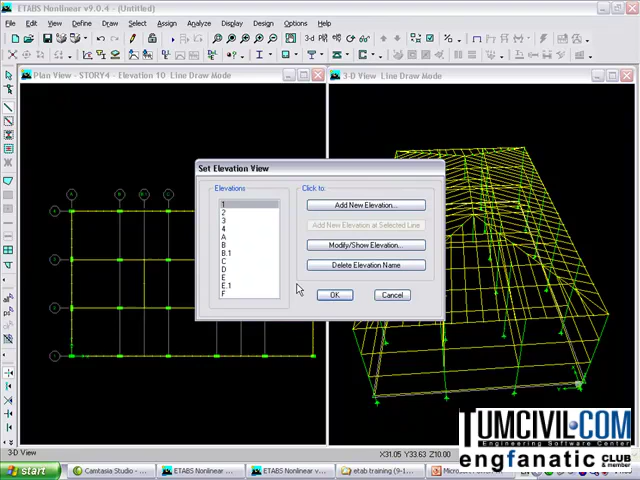 ETABS Nonlinear v9.0.4 - (Untitled)
File Edit View Define Draw Select Assign Analyze Display Design Options Help
Plan View - STORY4 - Elevation 10 Line Draw Mode
3-D View Line Draw Mode
Set Elevation View
Elevations
1
2
3
4
A
B
B.1
C
D
E
E.1
F
Click to:
Add New Elevation...
Add New Elevation at Selected Line
Modify/Show Elevation...
Delete Elevation Name
OK
Cancel
3-D View
X31.05 Y33.63 Z10.00
TUMCIVIL.COM
Engineering Software Center
engfanatic CLUB
& member
start
Camtasia Studio - ...
ETABS Nonlinear ...
ETABS Nonlinear v...
etab training (9-1...
Microsoft